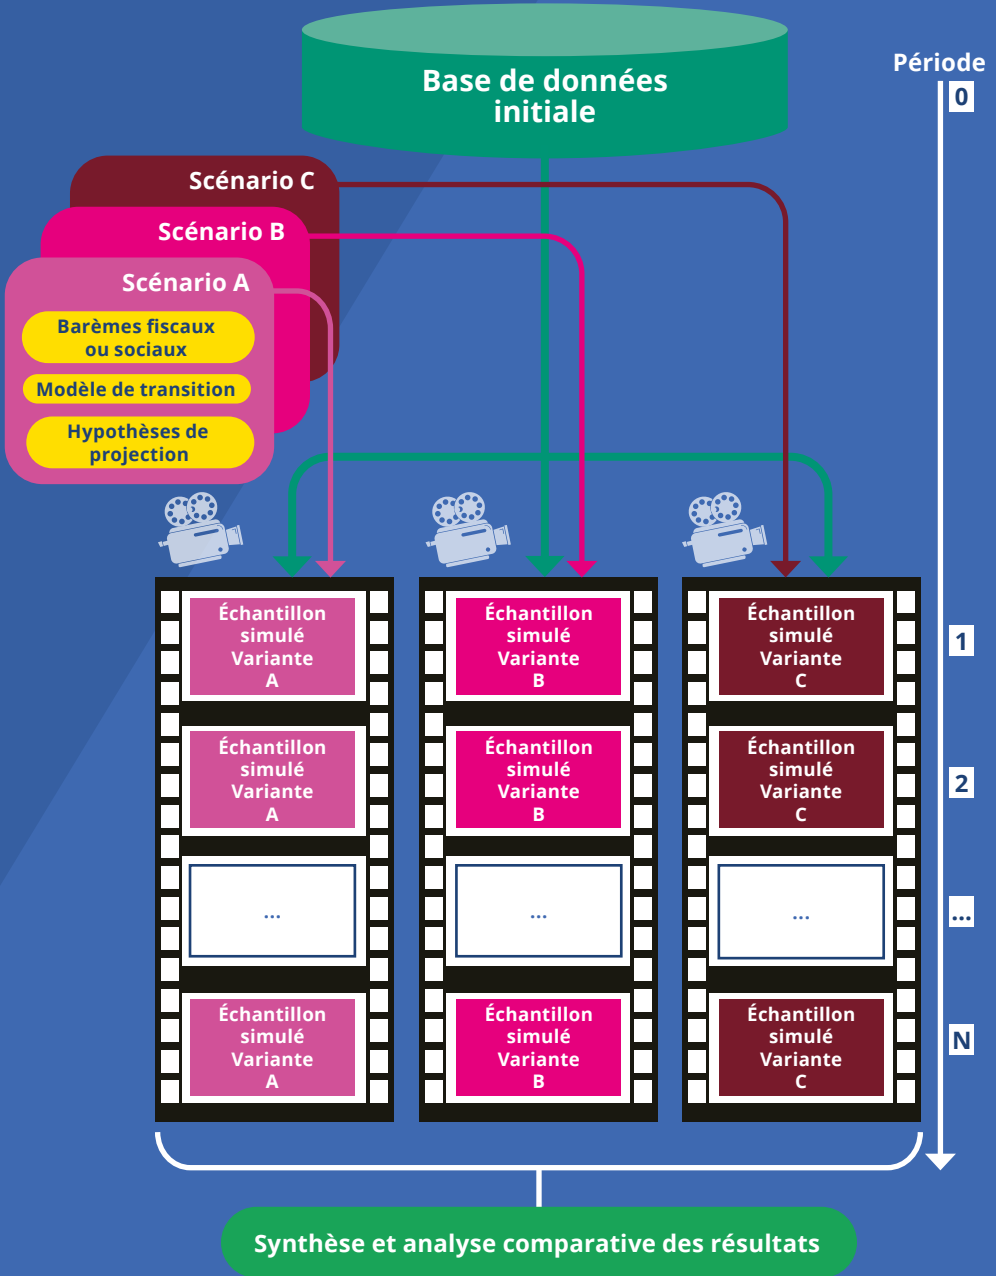 Base de données
initiale
Période
0
Scénario C
Scénario B
Scénario A
Barèmes fiscaux
ou sociaux
Modèle de transition
Hypothèses de
projection
Échantillon
simulé
Variante
A
Échantillon
simulé
Variante
B
Échantillon
simulé
Variante
C
1
Échantillon
simulé
Variante
A
Échantillon
simulé
Variante
B
Échantillon
simulé
Variante
C
2
...
...
...
...
Échantillon
simulé
Variante
A
Échantillon
simulé
Variante
B
Échantillon
simulé
Variante
C
N
Synthèse et analyse comparative des résultats